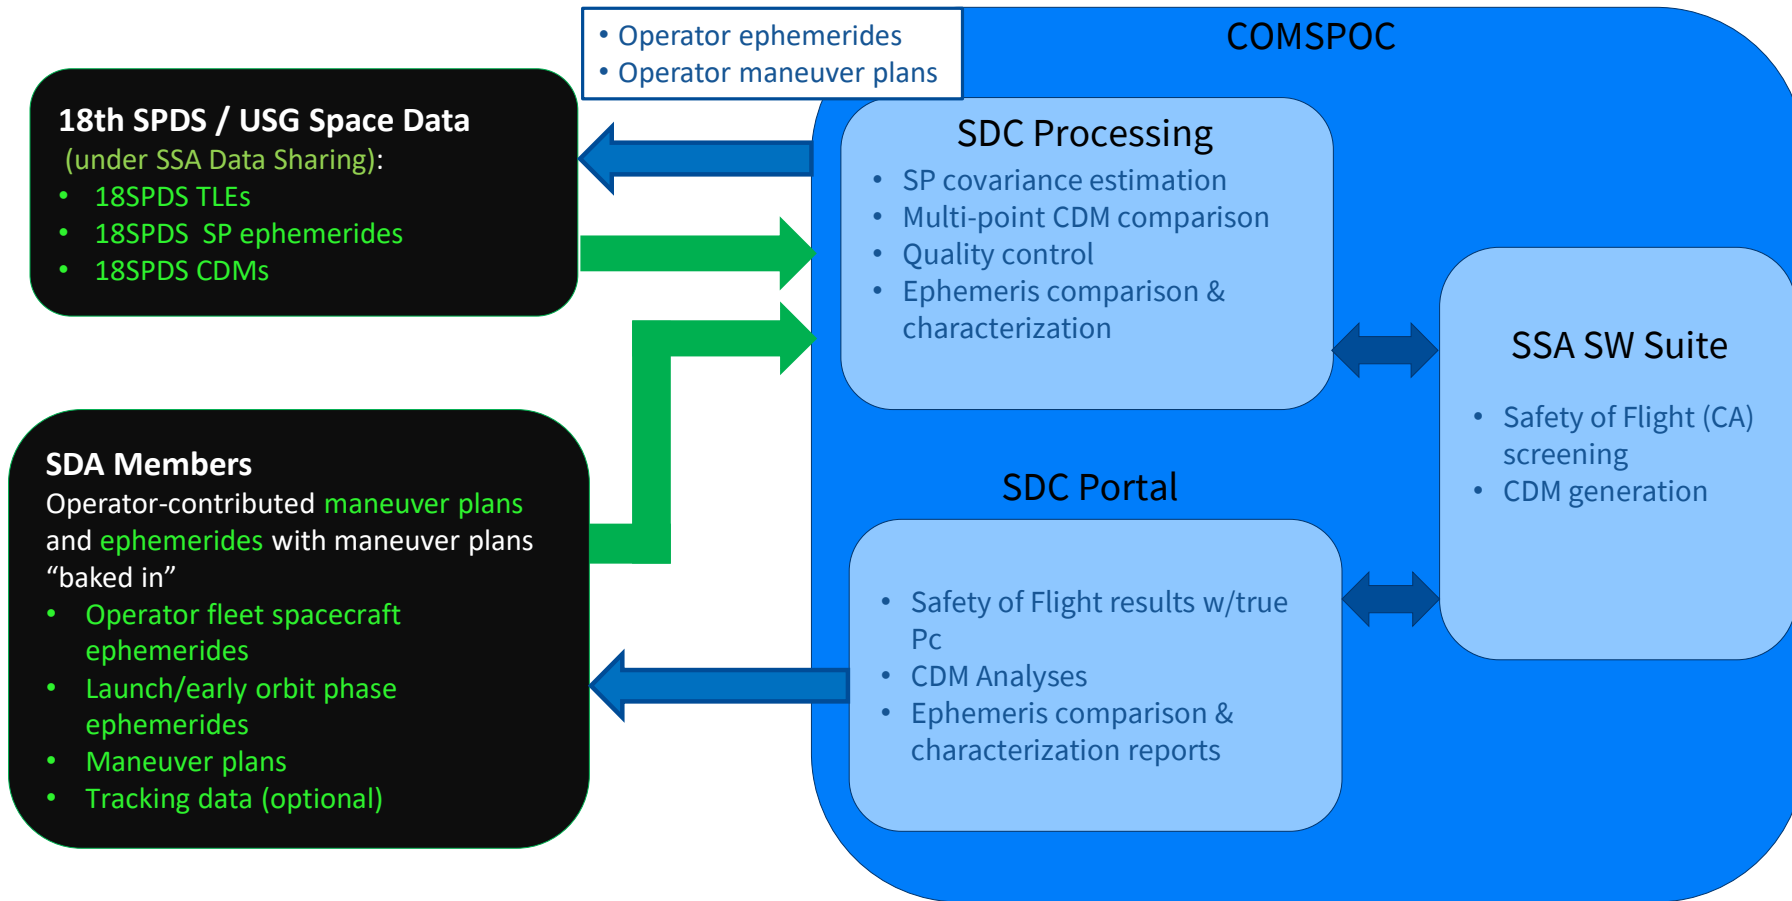 • Operator ephemerides
• Operator maneuver plans
18th SPDS / USG Space Data
(under SSA Data Sharing):
• 18SPDS TLEs
• 18SPDS SP ephemerides
• 18SPDS CDMs
SDA Members
Operator-contributed maneuver plans
and ephemerides with maneuver plans
“baked in”
• Operator fleet spacecraft
ephemerides
• Launch/early orbit phase
ephemerides
• Maneuver plans
• Tracking data (optional)
COMSPOC
SDC Processing
• SP covariance estimation
• Multi-point CDM comparison
• Quality control
• Ephemeris comparison &
characterization
SDC Portal
• Safety of Flight results w/true
Pc
• CDM Analyses
• Ephemeris comparison &
characterization reports
SSA SW Suite
• Safety of Flight (CA)
screening
• CDM generation